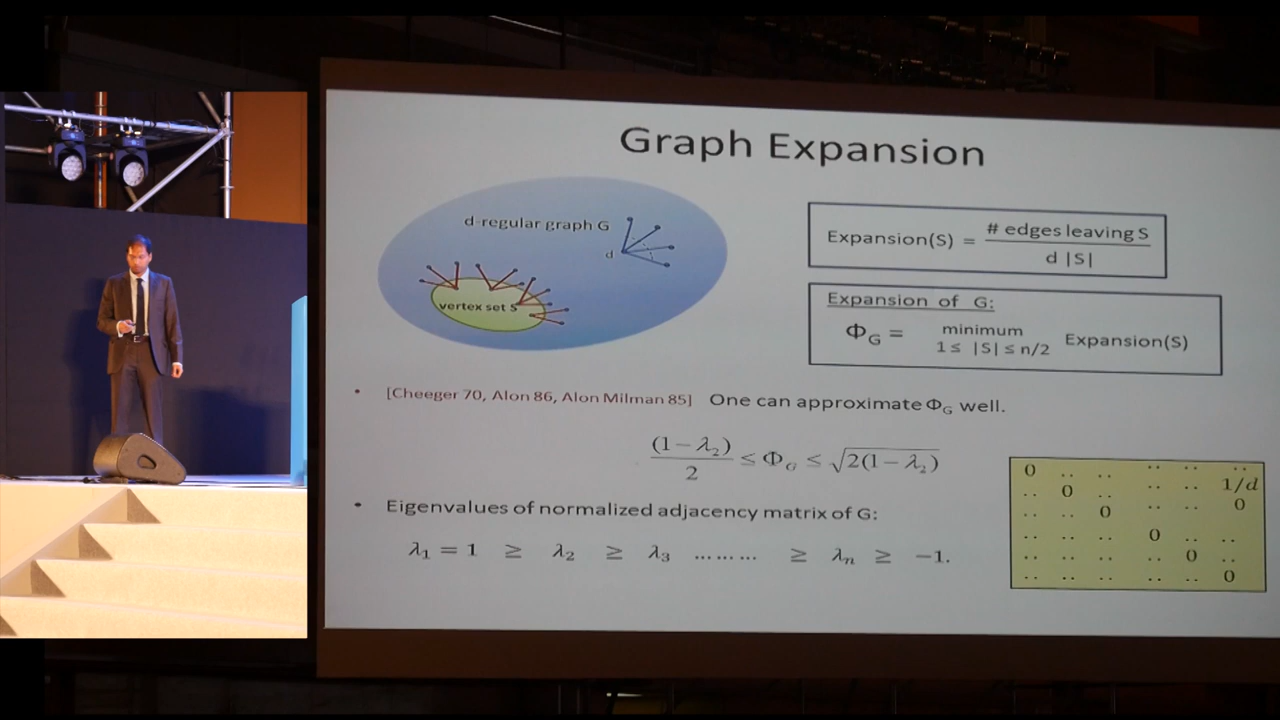 Graph Expansion
d-regular graph G
d
vertex set S
Expansion(S) = # edges leaving S / d |S|
Expansion of G:
Φ_G = minimum 1 ≤ |S| ≤ n/2 Expansion(S)
• [Cheeger 70, Alon 86, Alon Milman 85] One can approximate Φ_G well.
(1 − λ₂)/2 ≤ Φ_G ≤ √2(1 − λ₂)
• Eigenvalues of normalized adjacency matrix of G:
λ₁ = 1 ≥ λ₂ ≥ λ₃ ……… ≥ λₙ ≥ −1.
0 .. .. .. .. ..
.. 0 .. .. .. 1/d
.. .. 0 .. .. 0
.. .. .. 0 .. ..
.. .. .. .. 0 ..
.. .. .. .. .. 0